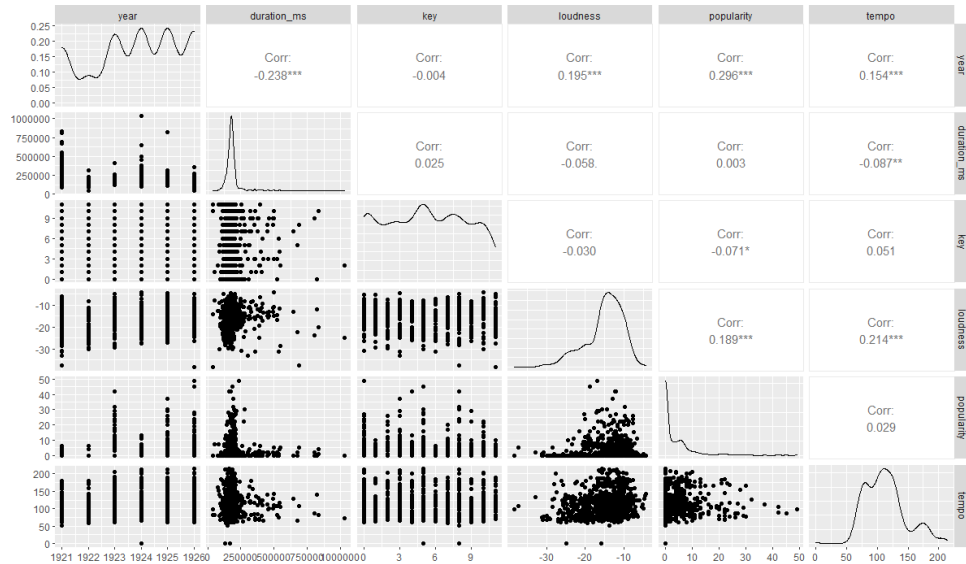 year duration_ms key loudness popularity tempo
0.25
0.20
0.15
0.10
0.05
0.00
Corr:
-0.238***
Corr:
-0.004
Corr:
0.195***
Corr:
0.296***
Corr:
0.154***
year
1000000
750000
500000
250000
0
Corr:
0.025
Corr:
-0.058.
Corr:
0.003
Corr:
-0.087**
duration_ms
9
6
3
0
Corr:
-0.030
Corr:
-0.071*
Corr:
0.051
key
-10
-20
-30
Corr:
0.189***
Corr:
0.214***
loudness
50
40
30
20
10
0
Corr:
0.029
popularity
200
150
100
50
0
tempo
1921 1922 1923 1924 1925 1926
0 250000 500000 750000 1000000
0 3 6 9
-30 -20 -10
0 10 20 30 40 50
0 50 100 150 200